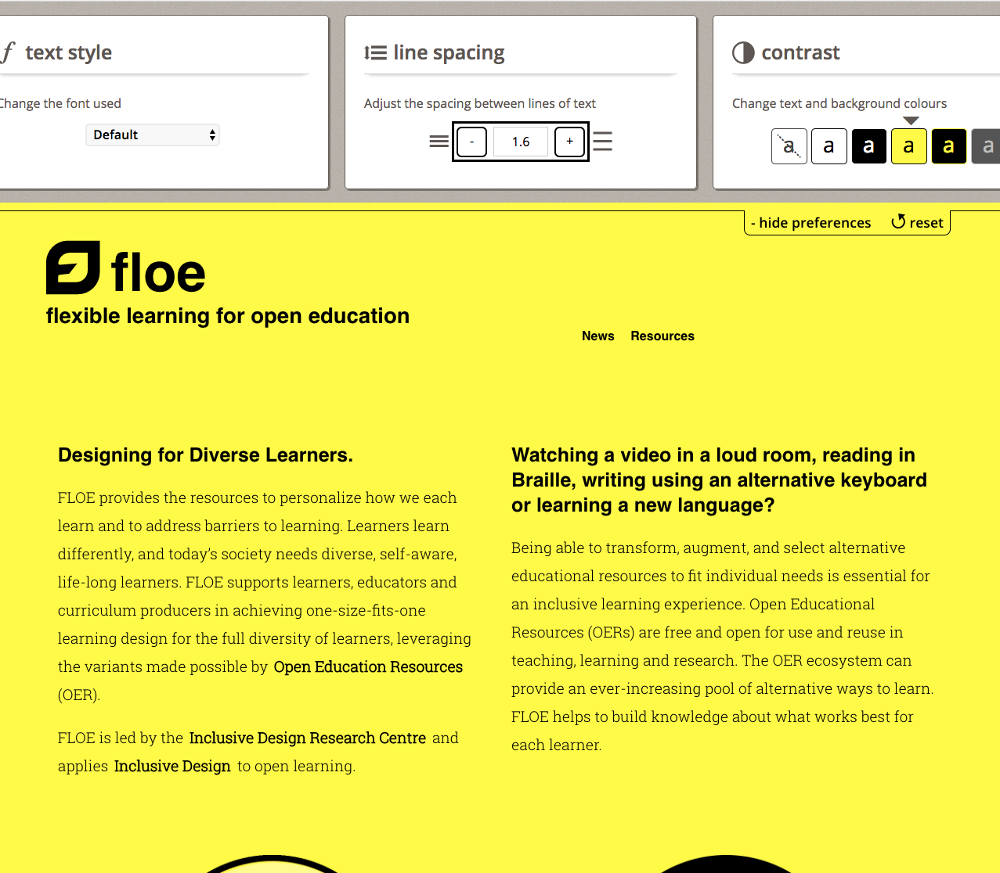 text style
Change the font used
Default
line spacing
Adjust the spacing between lines of text
- 1.6 +
contrast
Change text and background colours
a a a a a a
- hide preferences reset
floe
flexible learning for open education
News Resources
Designing for Diverse Learners.
FLOE provides the resources to personalize how we each
learn and to address barriers to learning. Learners learn
differently, and today’s society needs diverse, self-aware,
life-long learners. FLOE supports learners, educators and
curriculum producers in achieving one-size-fits-one
learning design for the full diversity of learners, leveraging
the variants made possible by Open Education Resources
(OER).
FLOE is led by the Inclusive Design Research Centre and
applies Inclusive Design to open learning.
Watching a video in a loud room, reading in
Braille, writing using an alternative keyboard
or learning a new language?
Being able to transform, augment, and select alternative
educational resources to fit individual needs is essential for
an inclusive learning experience. Open Educational
Resources (OERs) are free and open for use and reuse in
teaching, learning and research. The OER ecosystem can
provide an ever-increasing pool of alternative ways to learn.
FLOE helps to build knowledge about what works best for
each learner.